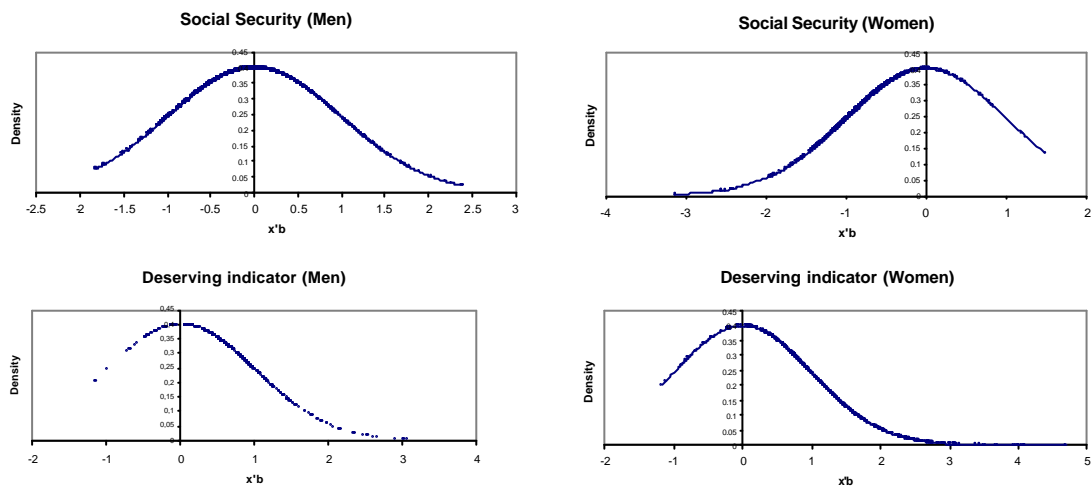 Social Security (Men)
0.45
0.4
0.35
0.3
0.25
0.2
0.15
0.1
0.05
0
Density
-2.5 -2 -1.5 -1 -0.5 0 0.5 1 1.5 2 2.5 3
x'b
Social Security (Women)
0.45
0.4
0.35
0.3
0.25
0.2
0.15
0.1
0.05
0
Density
-4 -3 -2 -1 0 1 2
x'b
Deserving indicator (Men)
0.45
0.4
0.35
0.3
0.25
0.2
0.15
0.1
0.05
0
Density
-2 -1 0 1 2 3 4
x'b
Deserving indicator (Women)
0.45
0.4
0.35
0.3
0.25
0.2
0.15
0.1
0.05
0
Density
-2 -1 0 1 2 3 4 5
x'b